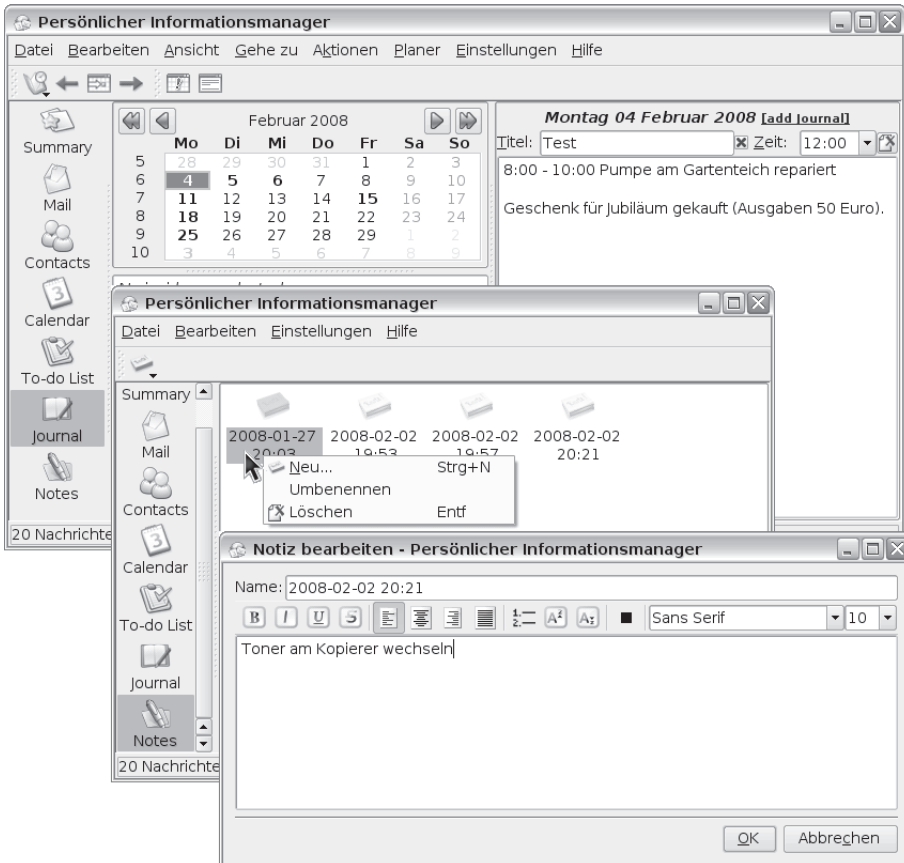 Persönlicher Informationsmanager
Datei Bearbeiten Ansicht Gehe zu Aktionen Planer Einstellungen Hilfe
Summary
Mail
Contacts
Calendar
To-do List
Journal
Notes
20 Nachrichte
Februar 2008
Mo Di Mi Do Fr Sa So
5 28 29 30 31 1 2 3
6 4 5 6 7 8 9 10
7 11 12 13 14 15 16 17
8 18 19 20 21 22 23 24
9 25 26 27 28 29 1 2
10 3 4 5 6 7 8 9
Montag 04 Februar 2008 [add journal]
Titel: Test Zeit: 12:00
8:00 - 10:00 Pumpe am Gartenteich repariert
Geschenk für Jubiläum gekauft (Ausgaben 50 Euro).
Persönlicher Informationsmanager
Datei Bearbeiten Einstellungen Hilfe
Summary
Mail
Contacts
3
Calendar
To-do List
Journal
Notes
20 Nachrichte
2008-01-27 2008-02-02 2008-02-02 2008-02-02
20:03 19:53 19:57 20:21
Neu... Strg+N
Umbenennen
Löschen Entf
Notiz bearbeiten - Persönlicher Informationsmanager
Name: 2008-02-02 20:21
B I U S Sans Serif 10
Toner am Kopierer wechseln
OK Abbrechen